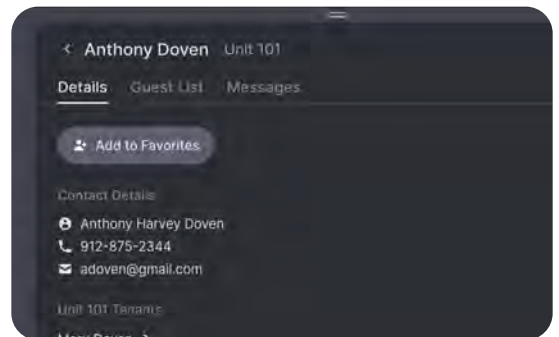 Anthony Doven Unit 101
Details Guest List Messages
Add to Favorites
Contact Details
Anthony Harvey Doven
912-875-2344
adoven@gmail.com
Unit 101 Tenants